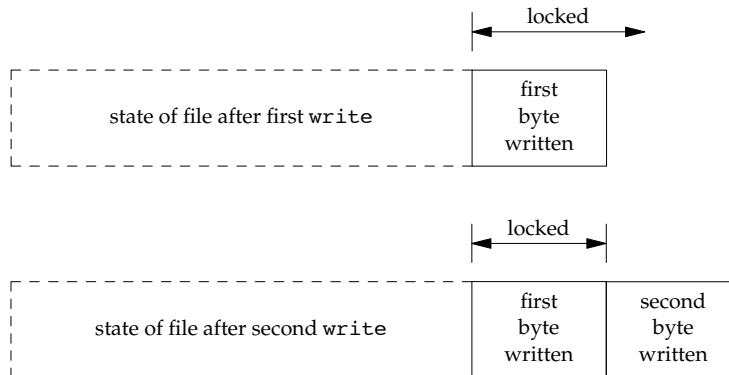 locked
state of file after first write
first
byte
written
locked
state of file after second write
first
byte
written
second
byte
written